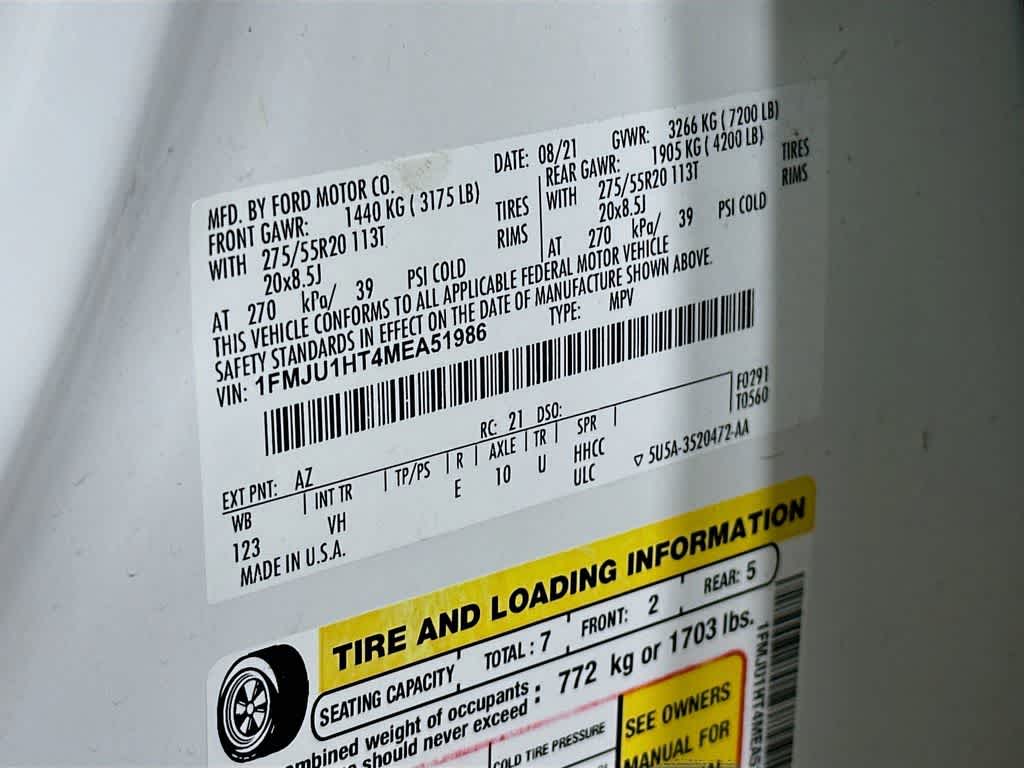 MFD. BY FORD MOTOR CO. DATE: 08/21 GVWR: 3266 KG ( 7200 LB)
FRONT GAWR: 1440 KG ( 3175 LB) REAR GAWR: 1905 KG ( 4200 LB)
WITH 275/55R20 113T TIRES WITH 275/55R20 113T TIRES
20x8.5J RIMS 20x8.5J RIMS
AT 270 kPa/ 39 PSI COLD AT 270 kPa/ 39 PSI COLD
THIS VEHICLE CONFORMS TO ALL APPLICABLE FEDERAL MOTOR VEHICLE
SAFETY STANDARDS IN EFFECT ON THE DATE OF MANUFACTURE SHOWN ABOVE.
VIN: 1FMJU1HT4MEA51986 TYPE: MPV
F0291
T0560
EXT PNT: AZ RC: 21 DSO:
WB INT TR TP/PS R AXLE TR SPR
123 VH E 10 U HHCC
ULC
5U5A-3520472-AA
MADE IN U.S.A.
TIRE AND LOADING INFORMATION
SEATING CAPACITY TOTAL : 7 FRONT: 2 REAR: 5
of occupants : 772 kg or 1703 lbs.
should never exceed :
COLD TIRE PRESSURE
SEE OWNERS
MANUAL FOR